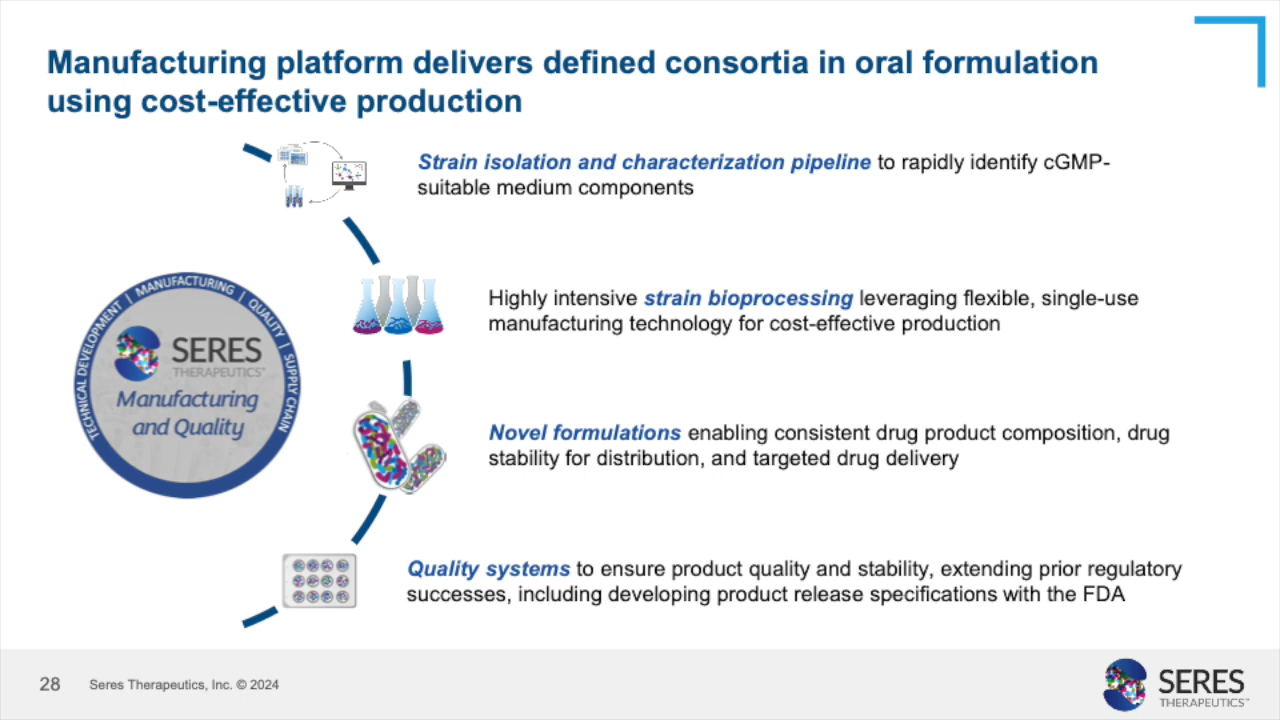 Manufacturing platform delivers defined consortia in oral formulation
using cost-effective production
Strain isolation and characterization pipeline to rapidly identify cGMP-
suitable medium components
Highly intensive strain bioprocessing leveraging flexible, single-use
manufacturing technology for cost-effective production
TECHNICAL DEVELOPMENT | MANUFACTURING | QUALITY | SUPPLY CHAIN
SERES
THERAPEUTICS™
Manufacturing
and Quality
Novel formulations enabling consistent drug product composition, drug
stability for distribution, and targeted drug delivery
Quality systems to ensure product quality and stability, extending prior regulatory
successes, including developing product release specifications with the FDA
28
Seres Therapeutics, Inc. © 2024
SERES
THERAPEUTICS™